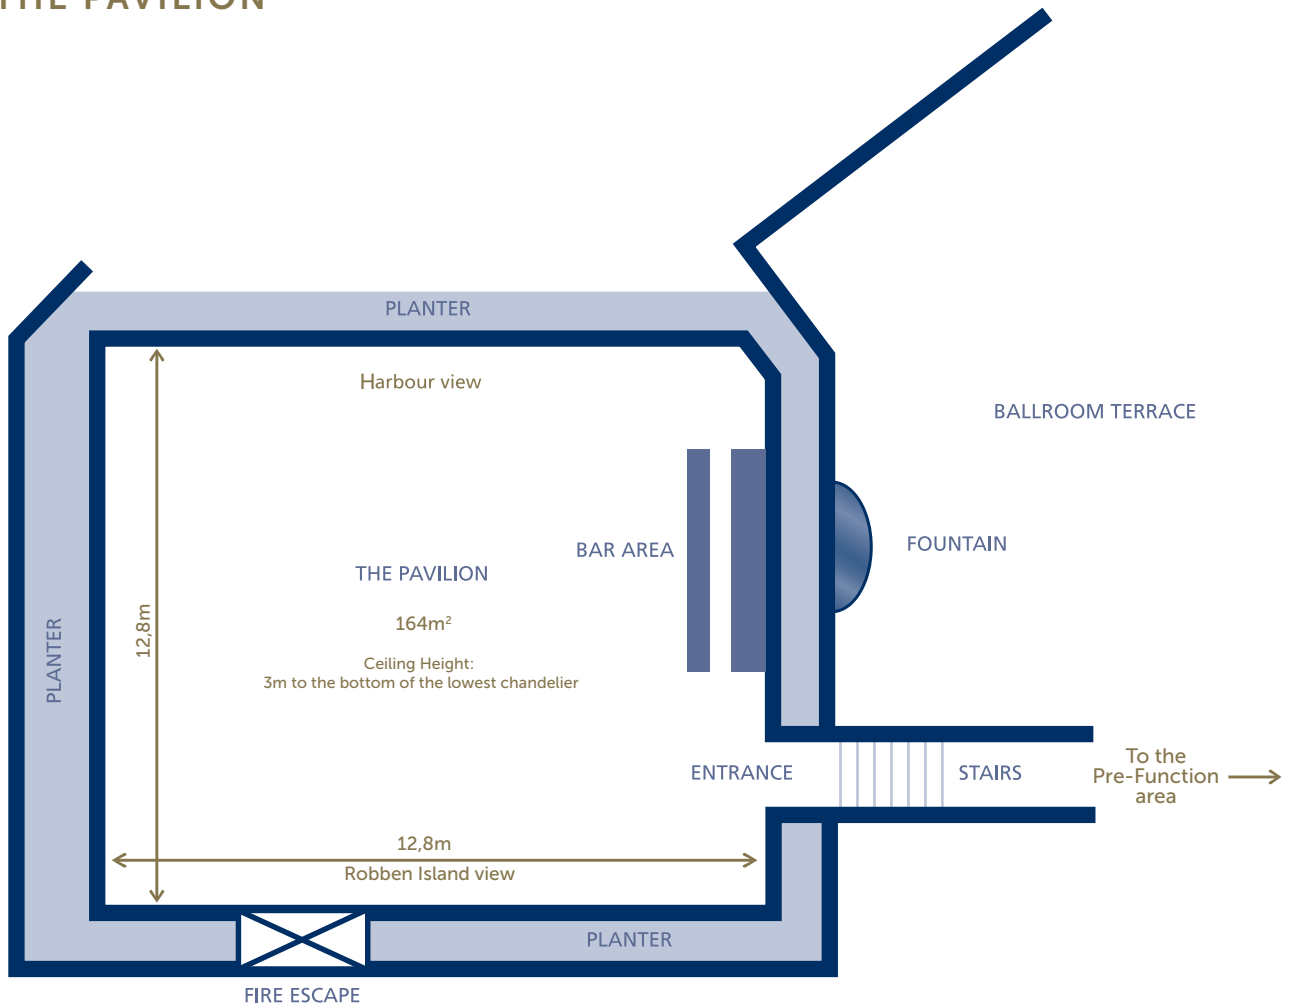 THE PAVILION
PLANTER
Harbour view
BALLROOM TERRACE
BAR AREA
FOUNTAIN
THE PAVILION
164m²
Ceiling Height:
3m to the bottom of the lowest chandelier
12,8m
PLANTER
ENTRANCE
STAIRS
To the
Pre-Function
area
12,8m
Robben Island view
PLANTER
FIRE ESCAPE